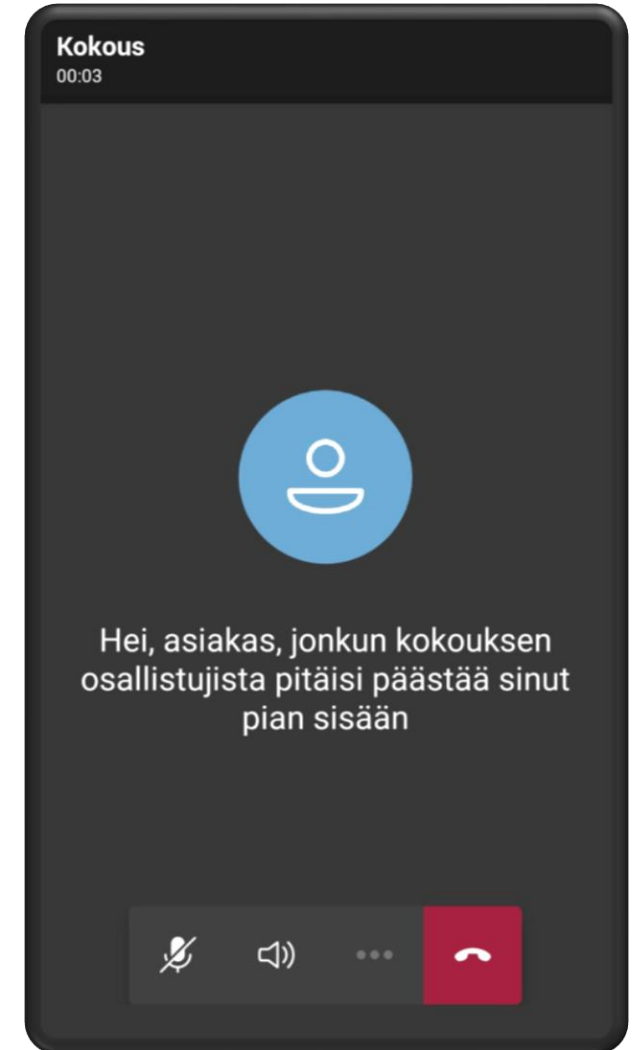 Kokous
00:03
Hei, asiakas, jonkun kokouksen
osallistujista pitäisi päästää sinut
pian sisään